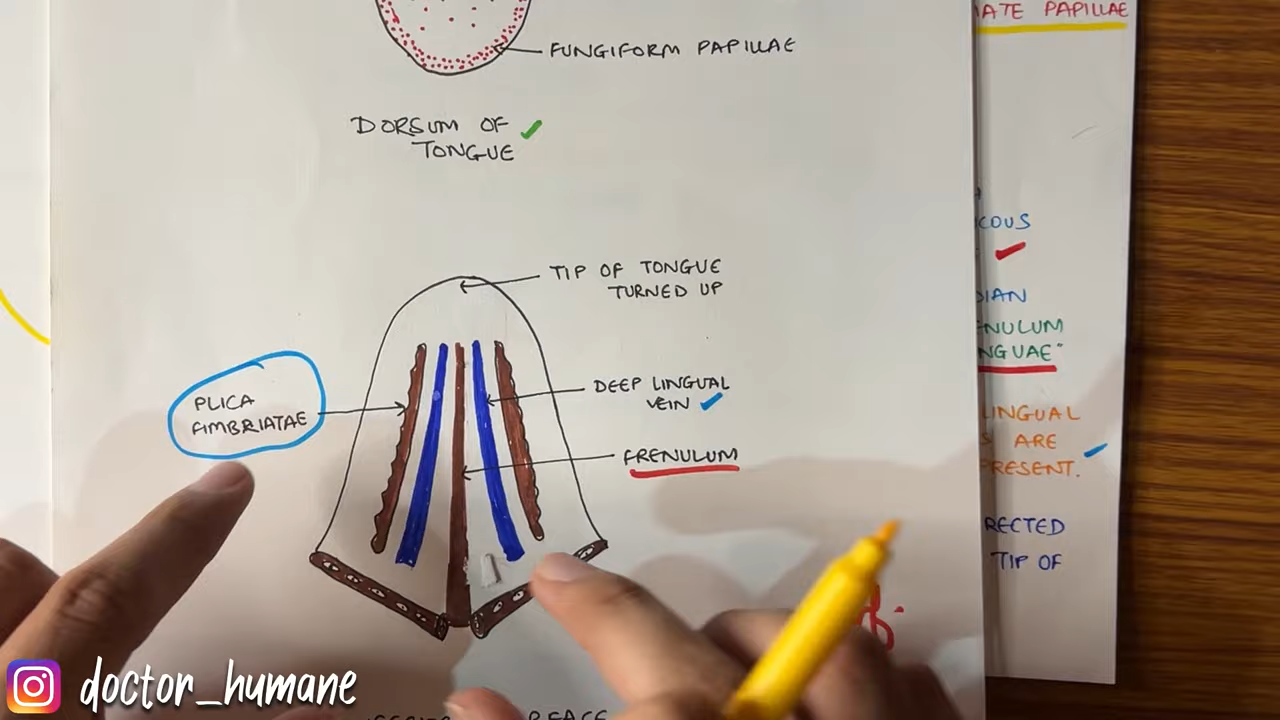 FUNGIFORM PAPILLAE
DORSUM OF
TONGUE
TIP OF TONGUE
TURNED UP
PLICA
FIMBRIATAE
DEEP LINGUAL
VEIN
FRENULUM
ATE PAPILLAE
COUS
DIAN
NULUM
NGUAE"
LINGUAL
S ARE
PRESENT.
RECTED
TIP OF
doctor_humane